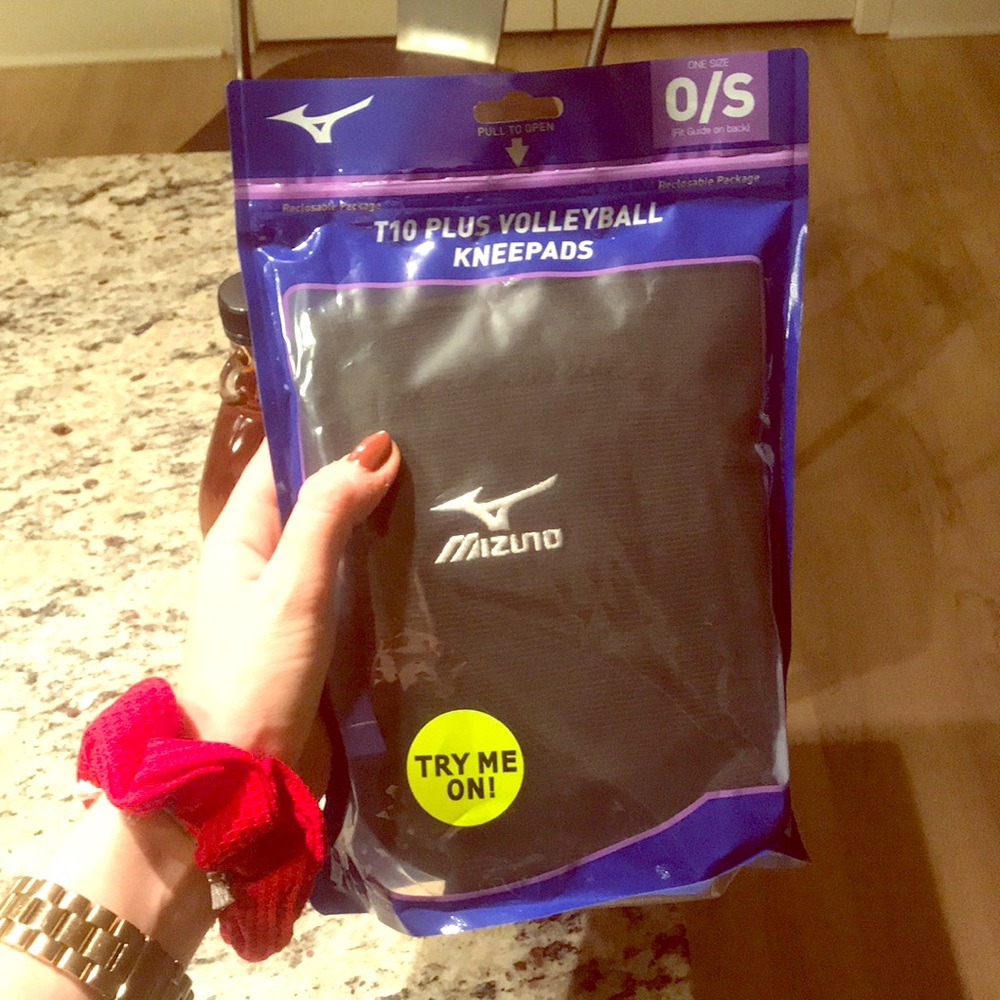 ONE SIZE
O/S
(Fit Guide on back)
PULL TO OPEN
Reclosable Package
Reclosable Package
T10 PLUS VOLLEYBALL
KNEEPADS
MIZUNO
TRY ME
ON!